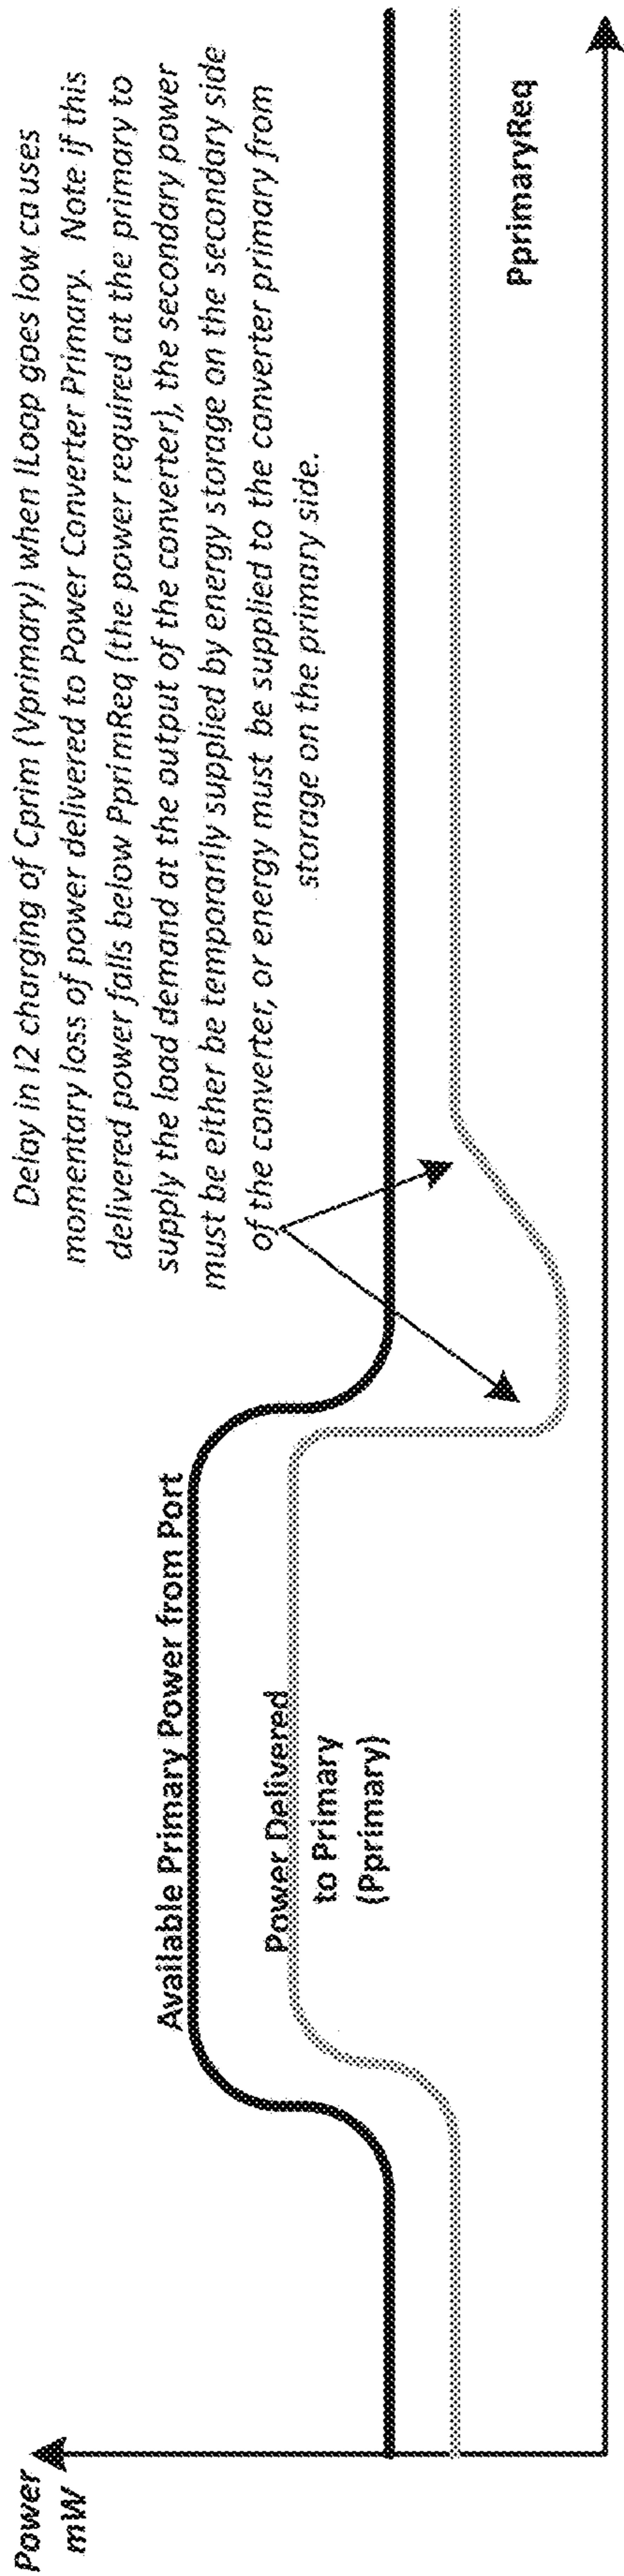 Power
mW
Delay in I2 charging of Cprim (Vprimary) when ILoop goes low causes
momentary loss of power delivered to Power Converter Primary.  Note if this
delivered power falls below PprimReq (the power required at the primary to
supply the load demand at the output of the converter), the secondary power
must be either be temporarily supplied by energy storage on the secondary side
of the converter, or energy must be supplied to the converter primary from
storage on the primary side.
Available Primary Power from Port
Power Delivered
to Primary
(Pprimary)
PprimaryReq